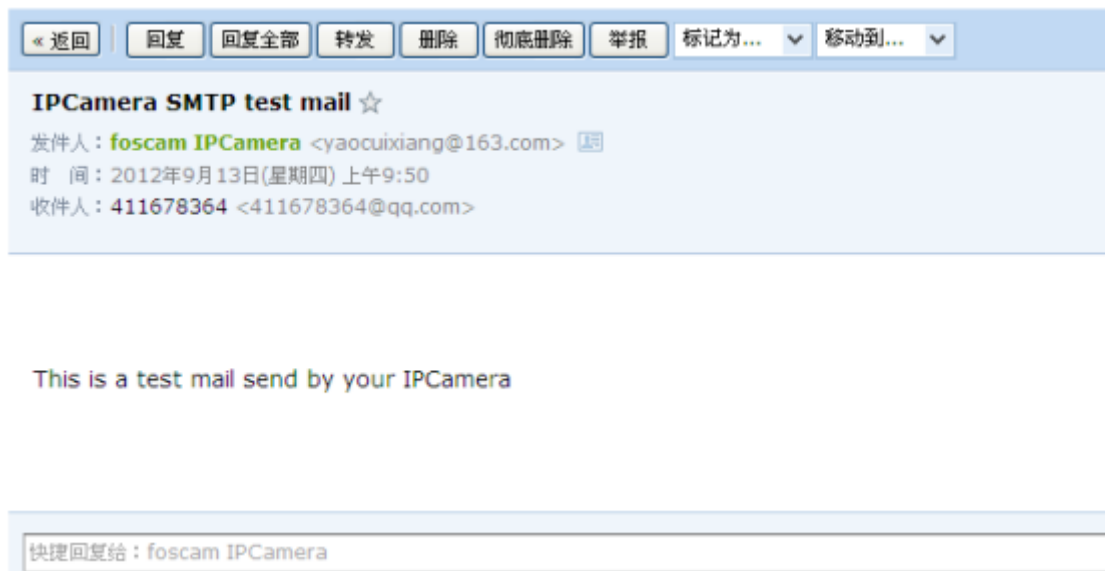 « 返回 回复 回复全部 转发 删除 彻底删除 举报 标记为... 移动到...
IPCamera SMTP test mail ☆
发件人：foscam IPCamera <yaocuixiang@163.com>
时 间：2012年9月13日(星期四) 上午9:50
收件人：411678364 <411678364@qq.com>
This is a test mail send by your IPCamera
快捷回复给：foscam IPCamera